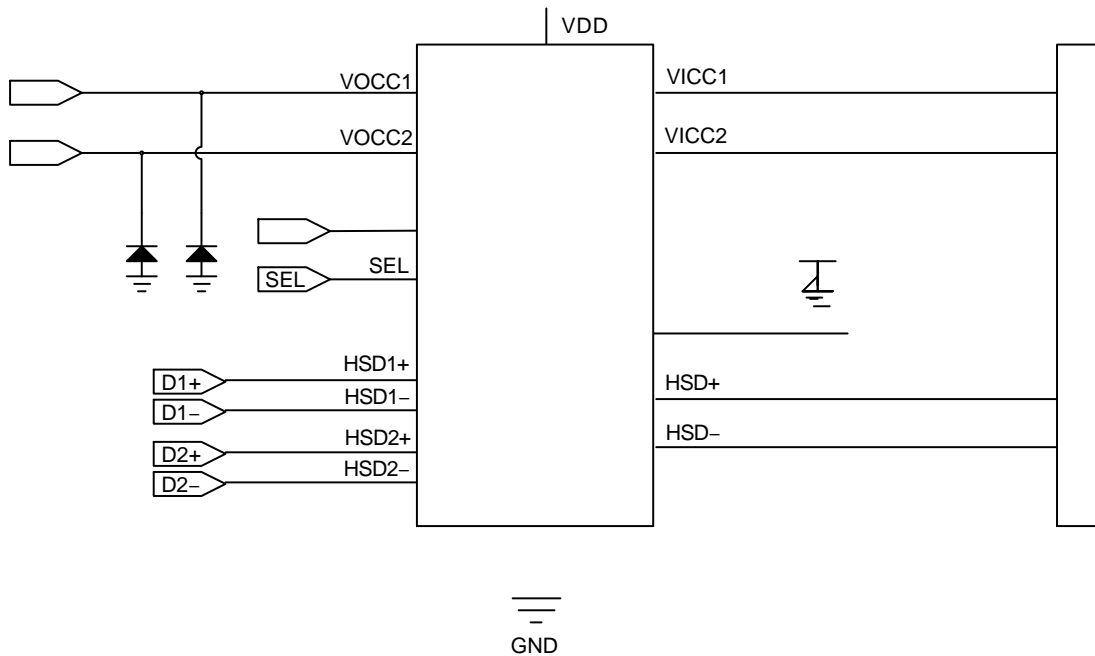 VDD
VOCC1
VICC1
VOCC2
VICC2
SEL
SEL
HSD1+
D1+
HSD+
HSD1−
D1−
HSD2+
HSD−
D2+
HSD2−
D2−
GND